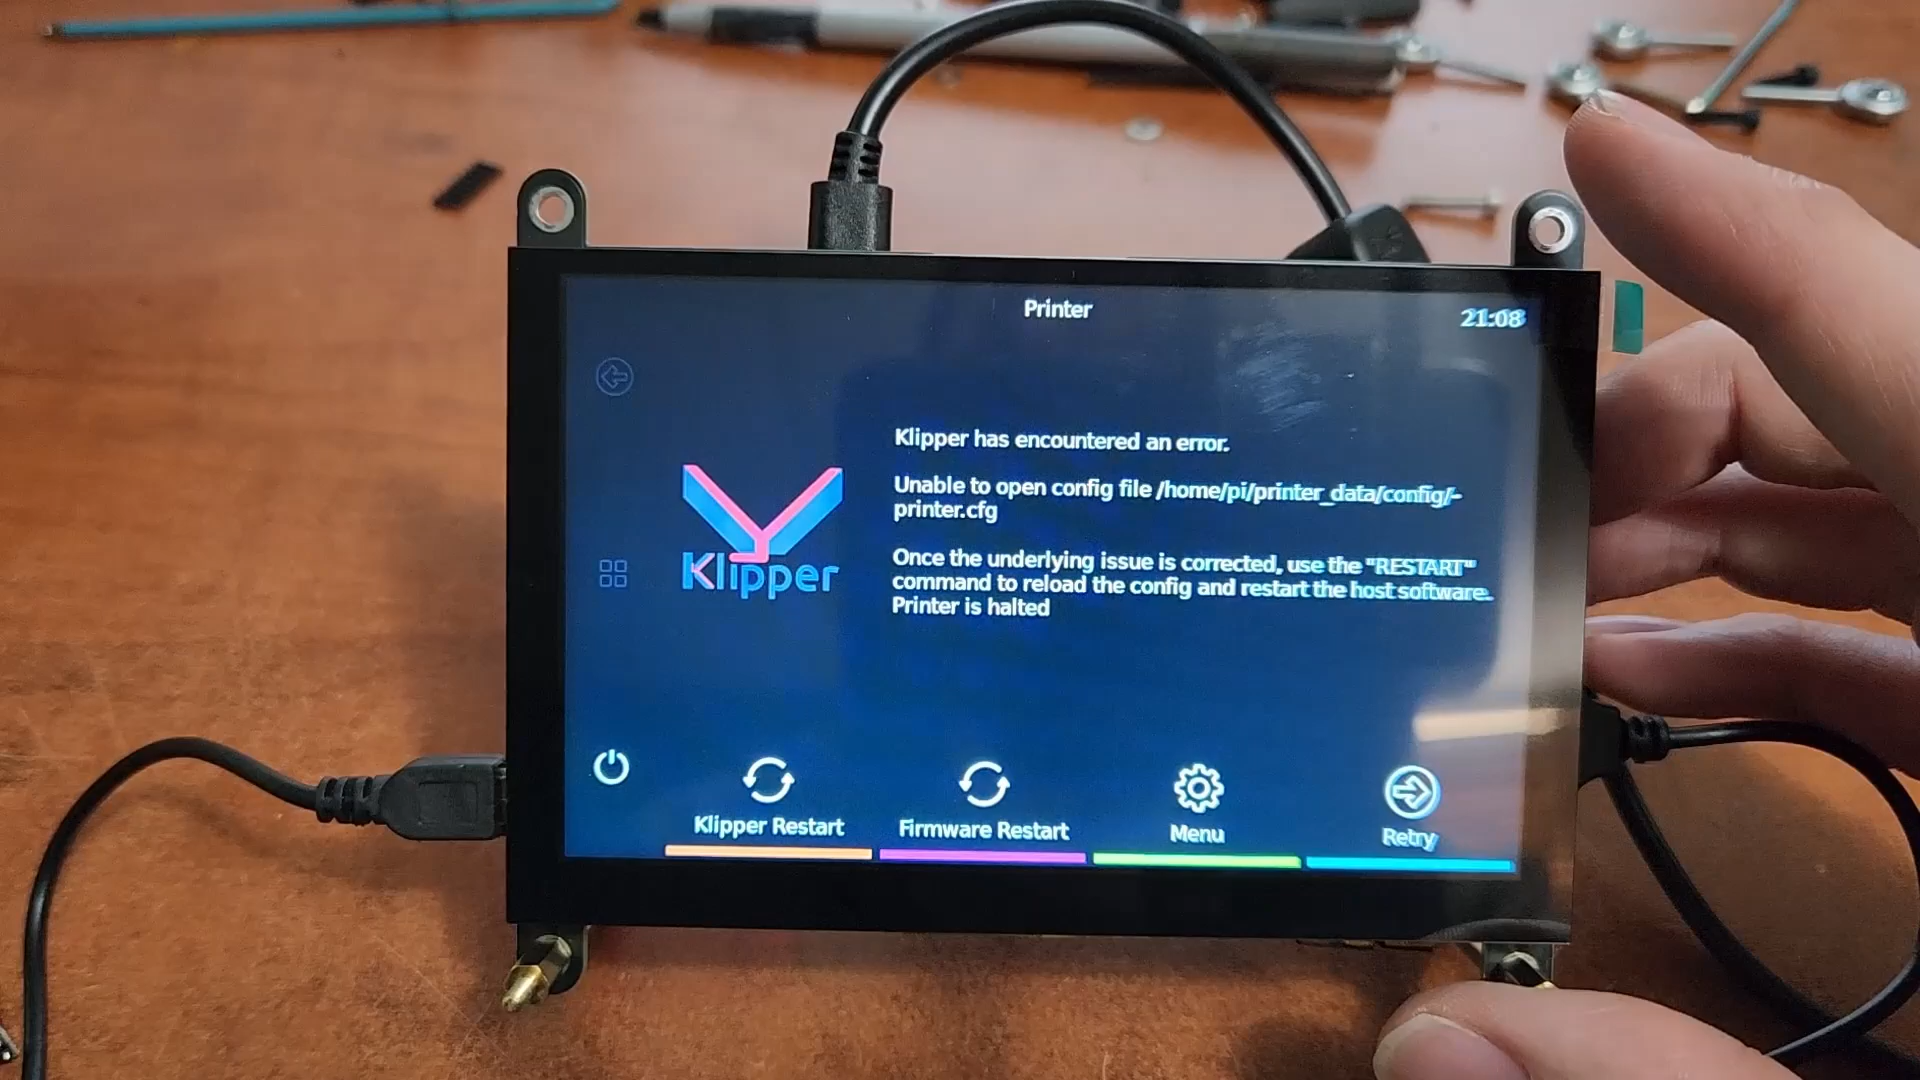 Printer
21:08
Klipper has encountered an error.
Unable to open config file /home/pi/printer_data/config/-
printer.cfg
Once the underlying issue is corrected, use the "RESTART"
command to reload the config and restart the host software.
Printer is halted
Klipper
Klipper Restart
Firmware Restart
Menu
Retry